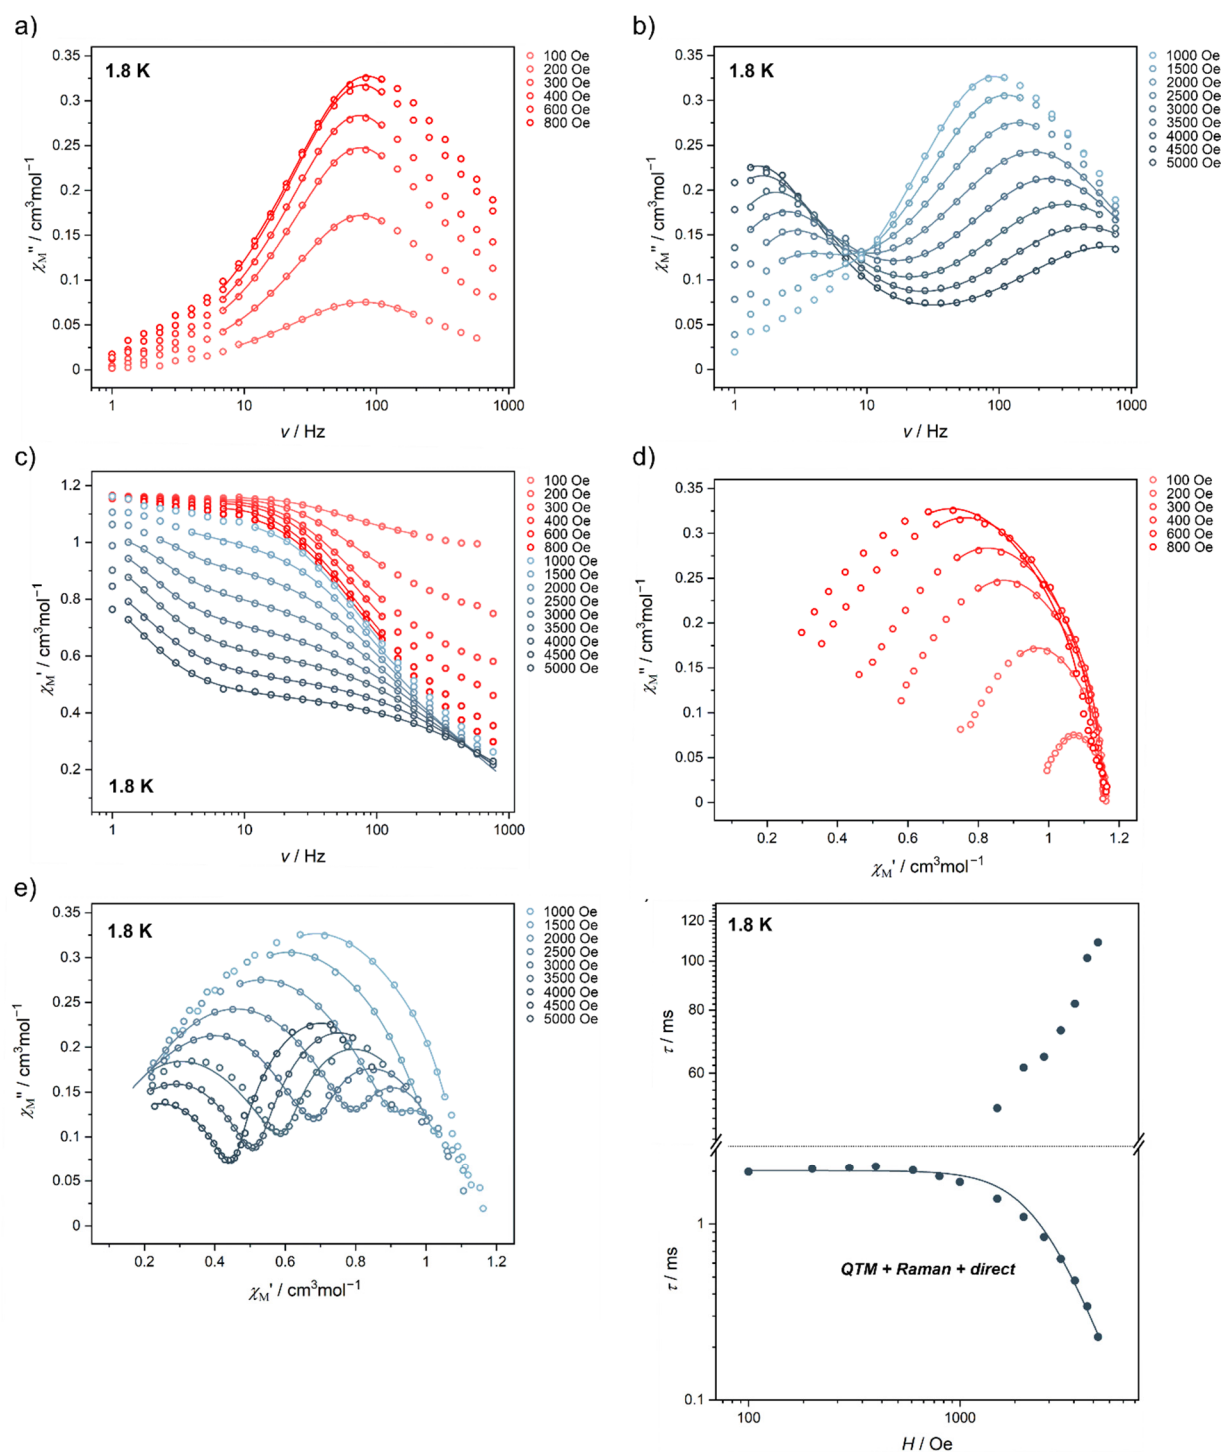 a)
1.8 K
χM'' / cm³mol⁻¹
0.35
0.3
0.25
0.2
0.15
0.1
0.05
0
1
10
100
1000
ν / Hz
100 Oe
200 Oe
300 Oe
400 Oe
600 Oe
800 Oe
b)
1.8 K
χM'' / cm³mol⁻¹
0.35
0.3
0.25
0.2
0.15
0.1
0.05
0
1
10
100
1000
ν / Hz
1000 Oe
1500 Oe
2000 Oe
2500 Oe
3000 Oe
3500 Oe
4000 Oe
4500 Oe
5000 Oe
c)
χM' / cm³mol⁻¹
1.2
1
0.8
0.6
0.4
0.2
1.8 K
1
10
100
1000
ν / Hz
100 Oe
200 Oe
300 Oe
400 Oe
600 Oe
800 Oe
1000 Oe
1500 Oe
2000 Oe
2500 Oe
3000 Oe
3500 Oe
4000 Oe
4500 Oe
5000 Oe
d)
χM'' / cm³mol⁻¹
0.35
0.3
0.25
0.2
0.15
0.1
0.05
0
0.2
0.4
0.6
0.8
1
1.2
χM' / cm³mol⁻¹
100 Oe
200 Oe
300 Oe
400 Oe
600 Oe
800 Oe
e)
1.8 K
χM'' / cm³mol⁻¹
0.35
0.3
0.25
0.2
0.15
0.1
0.05
0
0.2
0.4
0.6
0.8
1
1.2
χM' / cm³mol⁻¹
1000 Oe
1500 Oe
2000 Oe
2500 Oe
3000 Oe
3500 Oe
4000 Oe
4500 Oe
5000 Oe
1.8 K
τ / ms
120
100
80
60
τ / ms
1
0.1
QTM + Raman + direct
100
1000
H / Oe